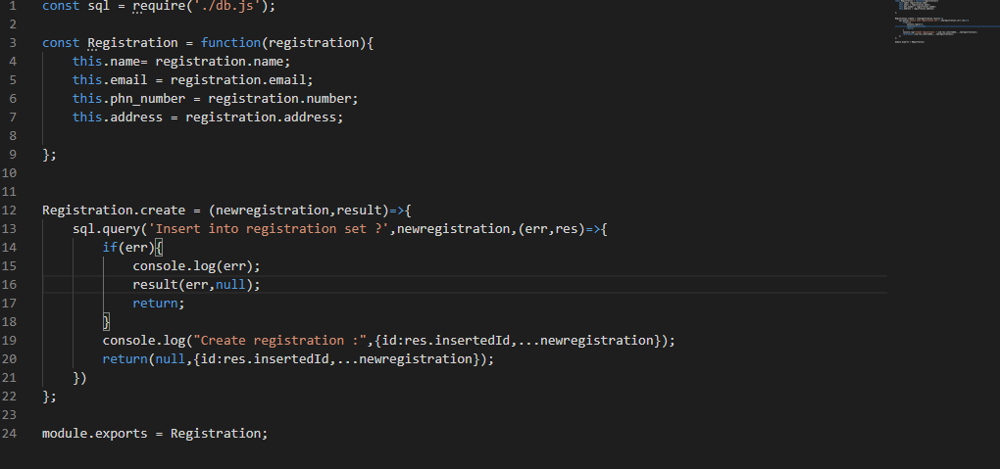 1 const sql = require('./db.js');
2
3 const Registration = function(registration){
4 this.name= registration.name;
5 this.email = registration.email;
6 this.phn_number = registration.number;
7 this.address = registration.address;
8
9 };
10
11
12 Registration.create = (newregistration,result)=>{
13 sql.query('Insert into registration set ?',newregistration,(err,res)=>{
14 if(err){
15 console.log(err);
16 result(err,null);
17 return;
18 }
19 console.log("Create registration :",{id:res.insertedId,...newregistration});
20 return(null,{id:res.insertedId,...newregistration});
21 })
22 };
23
24 module.exports = Registration;